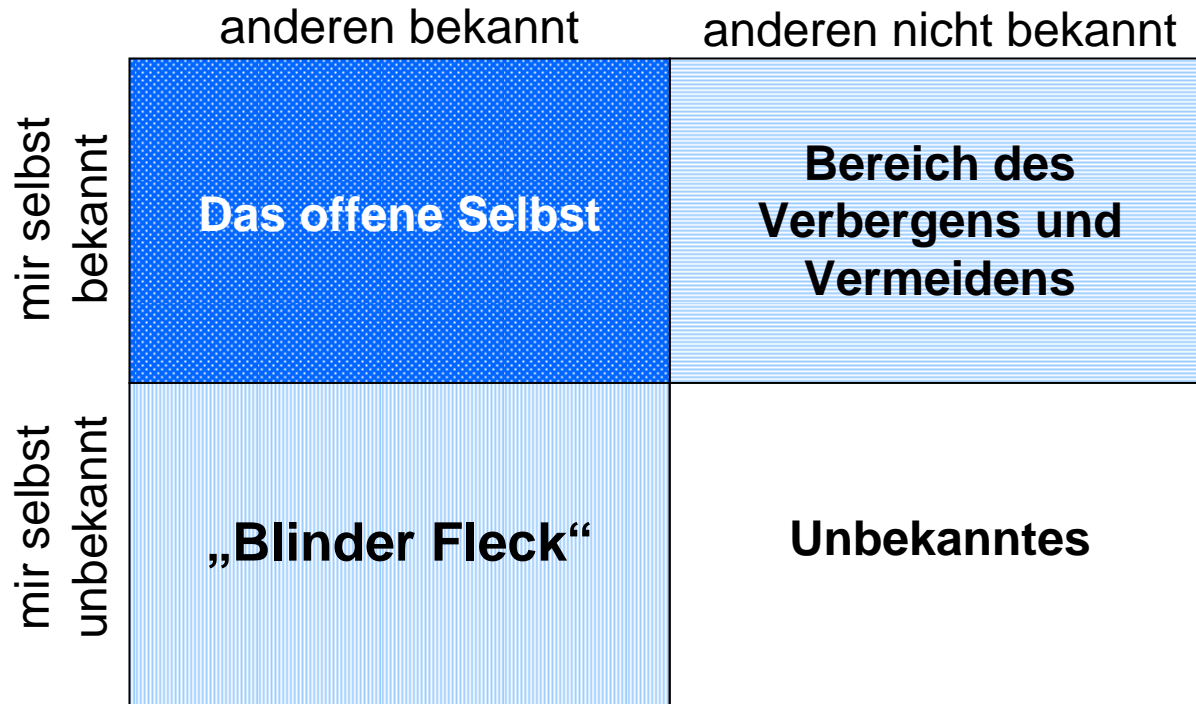 anderen bekannt
anderen nicht bekannt
mir selbst
bekannt
Das offene Selbst
Bereich des
Verbergens und
Vermeidens
mir selbst
unbekannt
„Blinder Fleck“
Unbekanntes